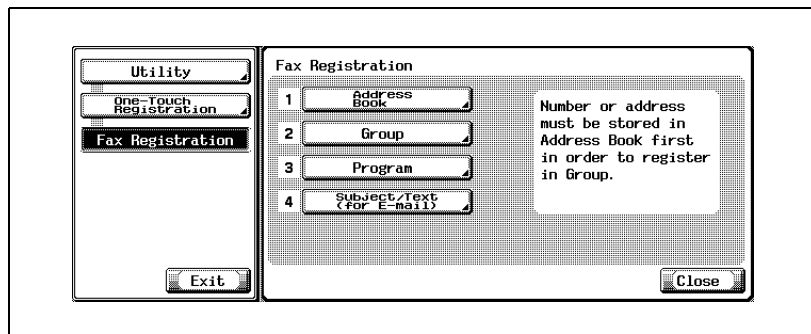 Utility
One-Touch
Registration
Fax Registration
Exit
Fax Registration
1 Address
Book
2 Group
3 Program
4 Subject/Text
(for E-mail)
Number or address
must be stored in
Address Book first
in order to register
in Group.
Close